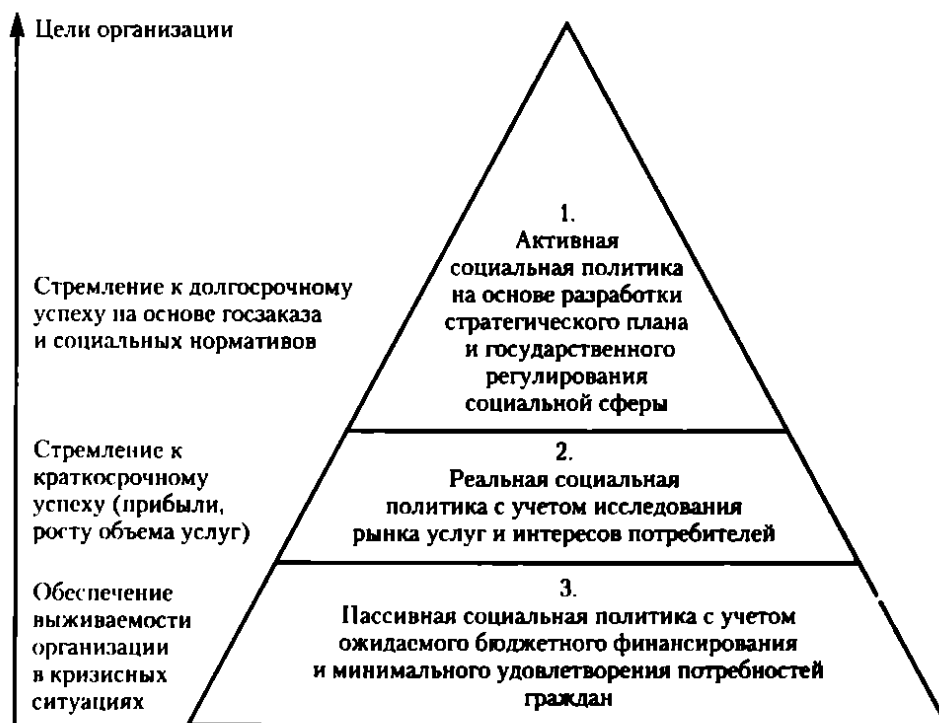 Цели организации
1.
Активная
социальная политика
на основе разработки
стратегического плана
и государственного
регулирования
социальной сферы
Стремление к долгосрочному
успеху на основе госзаказа
и социальных нормативов
2.
Реальная социальная
политика с учетом исследования
рынка услуг и интересов потребителей
Стремление к
краткосрочному
успеху (прибыли,
росту объема услуг)
3.
Пассивная социальная политика с учетом
ожидаемого бюджетного финансирования
и минимального удовлетворения потребностей
граждан
Обеспечение
выживаемости
организации
в кризисных
ситуациях